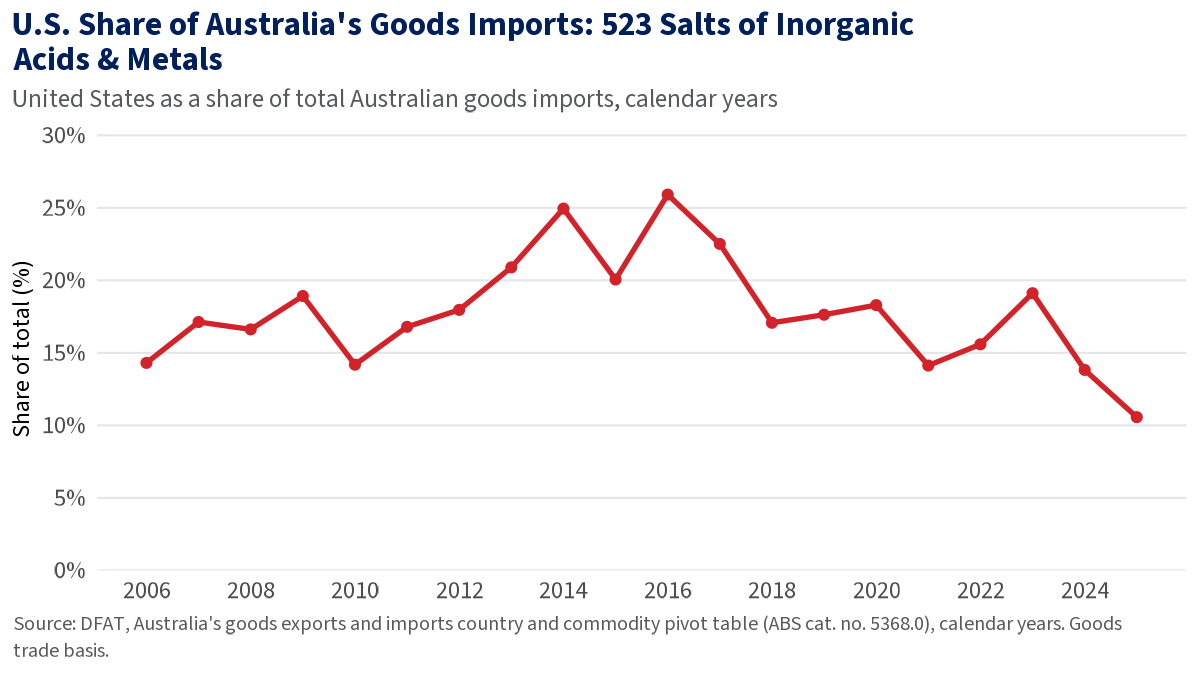 U.S. Share of Australia's Goods Imports: 523 Salts of Inorganic
Acids & Metals
United States as a share of total Australian goods imports, calendar years
Share of total (%)
30%
25%
20%
15%
10%
5%
0%
2006 2008 2010 2012 2014 2016 2018 2020 2022 2024
Source: DFAT, Australia's goods exports and imports country and commodity pivot table (ABS cat. no. 5368.0), calendar years. Goods
trade basis.